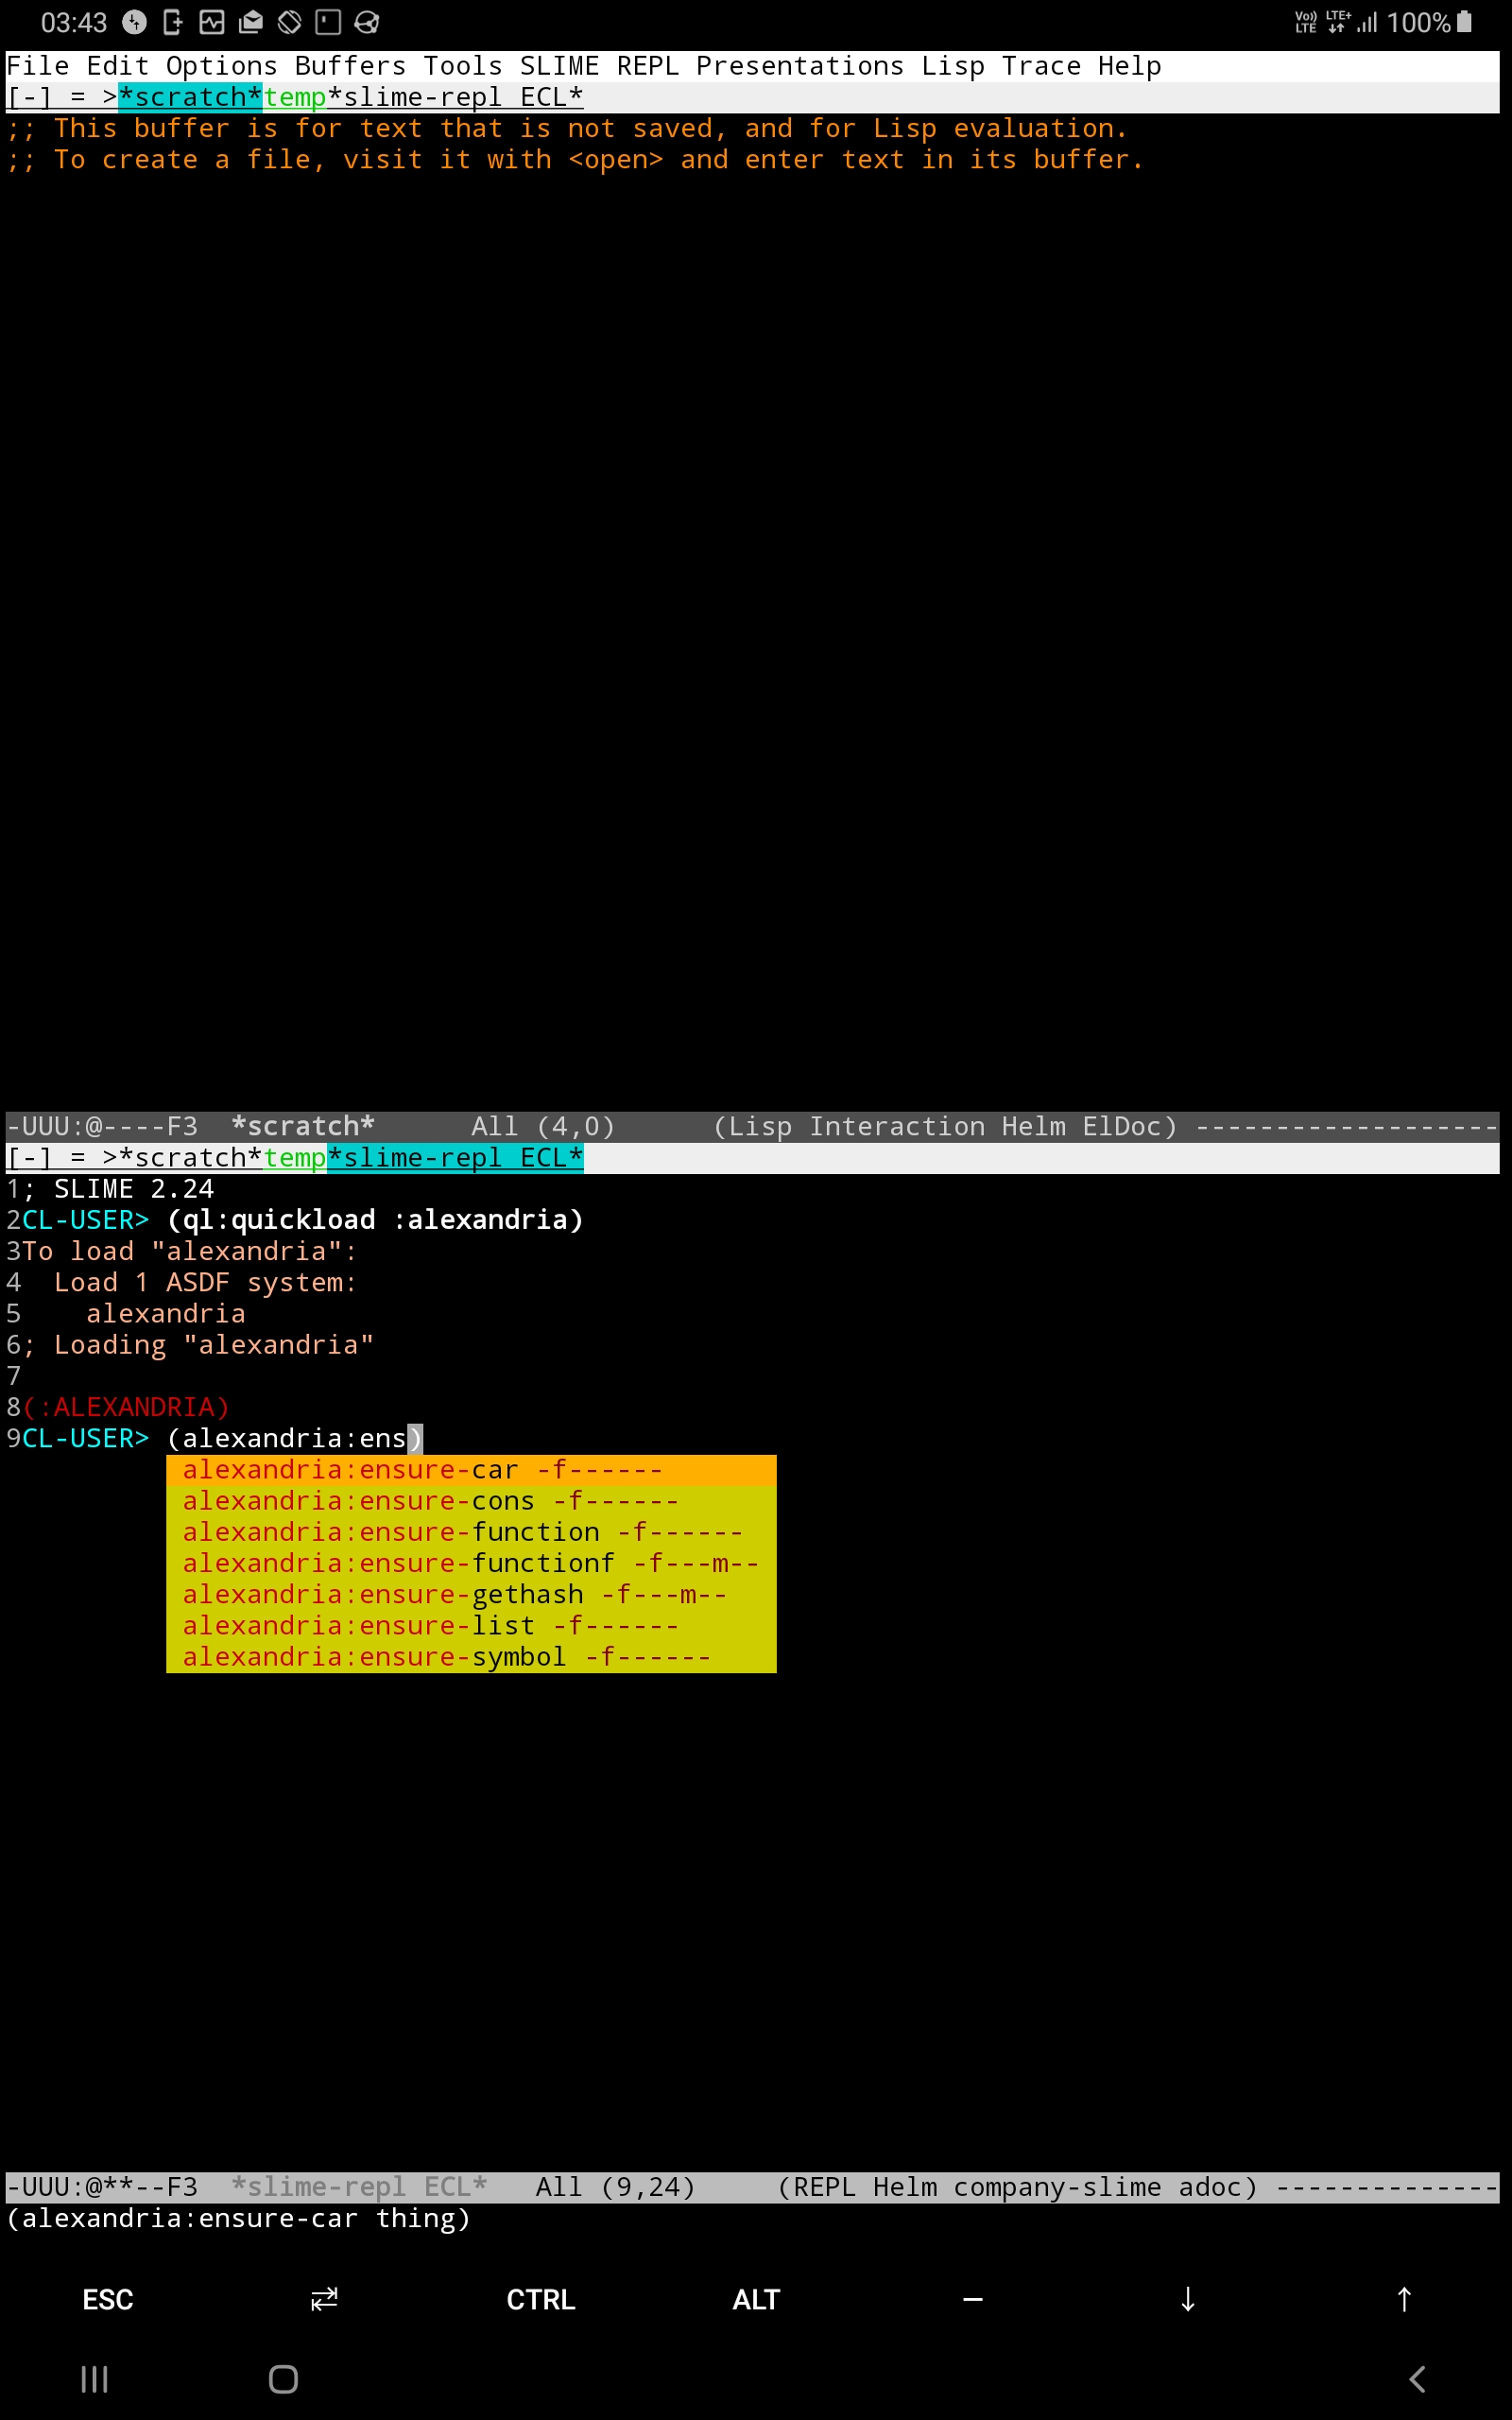 03:43 Vo)) LTE LTE+ 100%
File Edit Options Buffers Tools SLIME REPL Presentations Lisp Trace Help
[-] = >*scratch*temp*slime-repl ECL*
;; This buffer is for text that is not saved, and for Lisp evaluation.
;; To create a file, visit it with <open> and enter text in its buffer.
-UUU:@----F3  *scratch*      All (4,0)      (Lisp Interaction Helm ElDoc) -------------------
[-] = >*scratch*temp*slime-repl ECL*
1; SLIME 2.24
2CL-USER> (ql:quickload :alexandria)
3To load "alexandria":
4  Load 1 ASDF system:
5    alexandria
6; Loading "alexandria"
7
8(:ALEXANDRIA)
9CL-USER> (alexandria:ens)
alexandria:ensure-car -f------
alexandria:ensure-cons -f------
alexandria:ensure-function -f------
alexandria:ensure-functionf -f---m--
alexandria:ensure-gethash -f---m--
alexandria:ensure-list -f------
alexandria:ensure-symbol -f------
-UUU:@**--F3  *slime-repl ECL*   All (9,24)     (REPL Helm company-slime adoc) --------------
(alexandria:ensure-car thing)
ESC ⇄ CTRL ALT — ↓ ↑